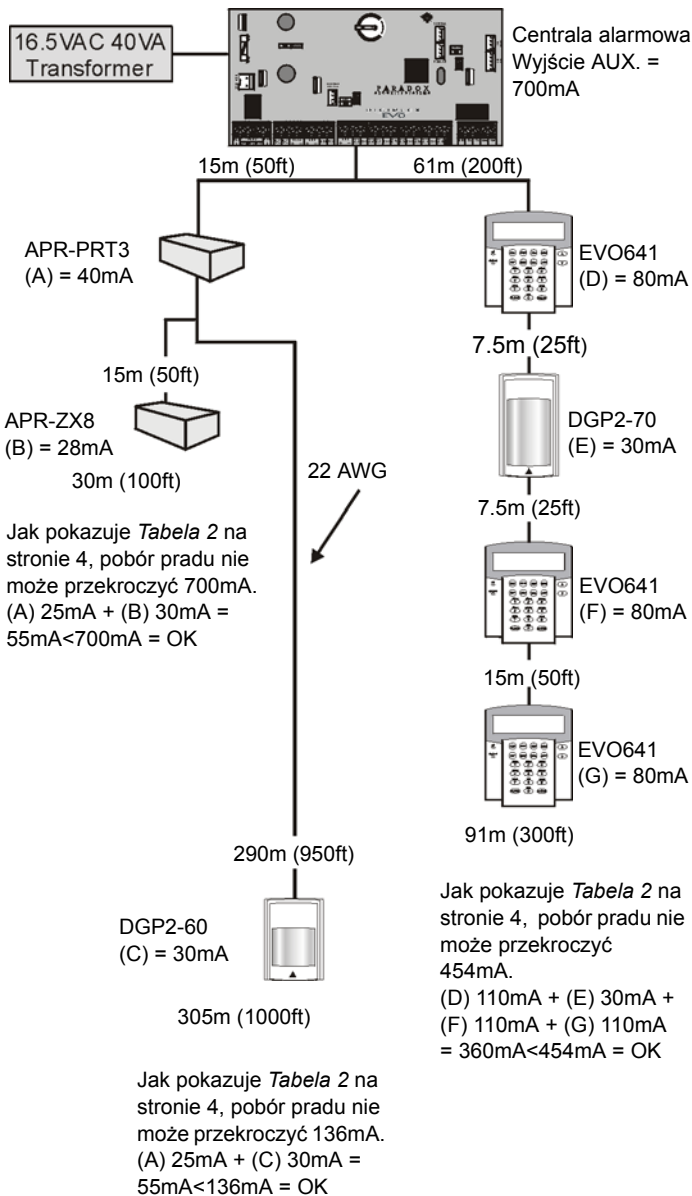 16.5VAC 40VA
Transformer
PARADOX
EVO
Centrala alarmowa
Wyjście AUX. =
700mA
15m (50ft)
61m (200ft)
APR-PRT3
(A) = 40mA
EVO641
(D) = 80mA
7.5m (25ft)
15m (50ft)
APR-ZX8
(B) = 28mA
30m (100ft)
DGP2-70
(E) = 30mA
22 AWG
7.5m (25ft)
Jak pokazuje Tabela 2 na
stronie 4, pobór pradu nie
może przekroczyć 700mA.
(A) 25mA + (B) 30mA =
55mA<700mA = OK
EVO641
(F) = 80mA
15m (50ft)
EVO641
(G) = 80mA
91m (300ft)
290m (950ft)
DGP2-60
(C) = 30mA
305m (1000ft)
Jak pokazuje Tabela 2 na
stronie 4, pobór pradu nie
może przekroczyć
454mA.
(D) 110mA + (E) 30mA +
(F) 110mA + (G) 110mA
= 360mA<454mA = OK
Jak pokazuje Tabela 2 na
stronie 4, pobór pradu nie
może przekroczyć 136mA.
(A) 25mA + (C) 30mA =
55mA<136mA = OK